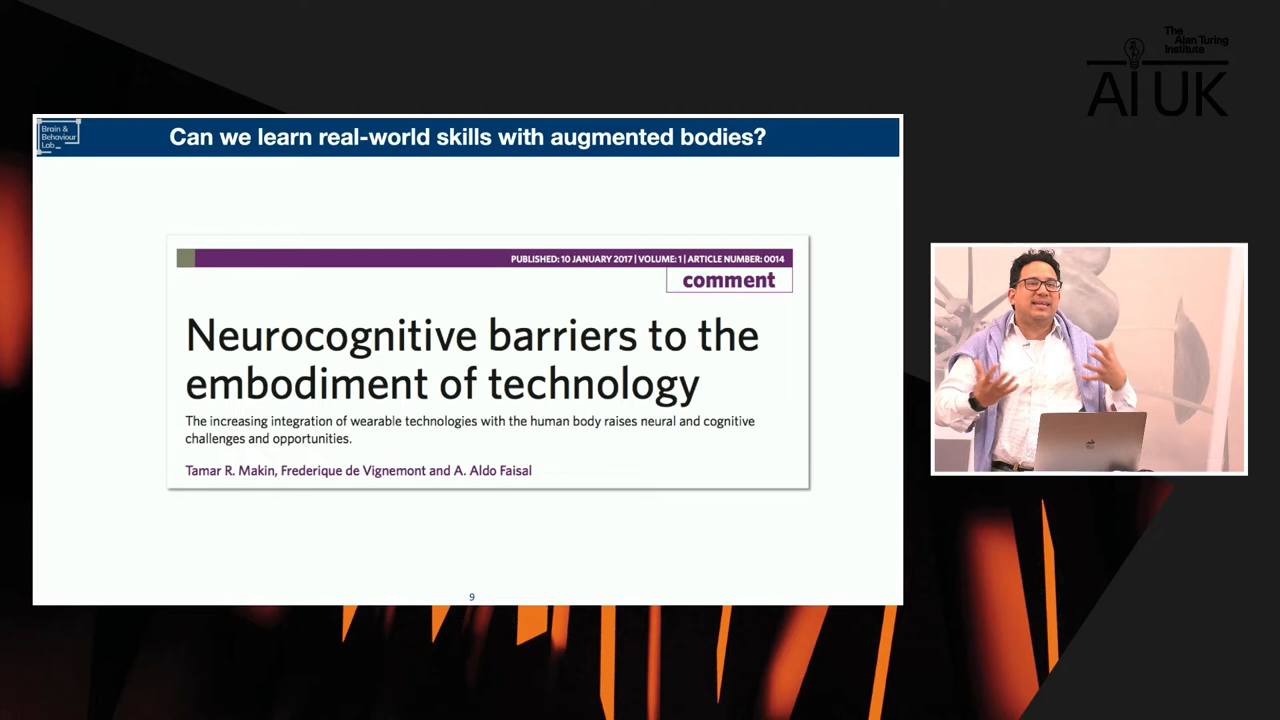 The
Alan Turing
Institute
AI UK
Brain &
Behaviour
Lab_
Can we learn real-world skills with augmented bodies?
PUBLISHED: 10 JANUARY 2017 | VOLUME: 1 | ARTICLE NUMBER: 0014
comment
Neurocognitive barriers to the
embodiment of technology
The increasing integration of wearable technologies with the human body raises neural and cognitive
challenges and opportunities.
Tamar R. Makin, Frederique de Vignemont and A. Aldo Faisal
9